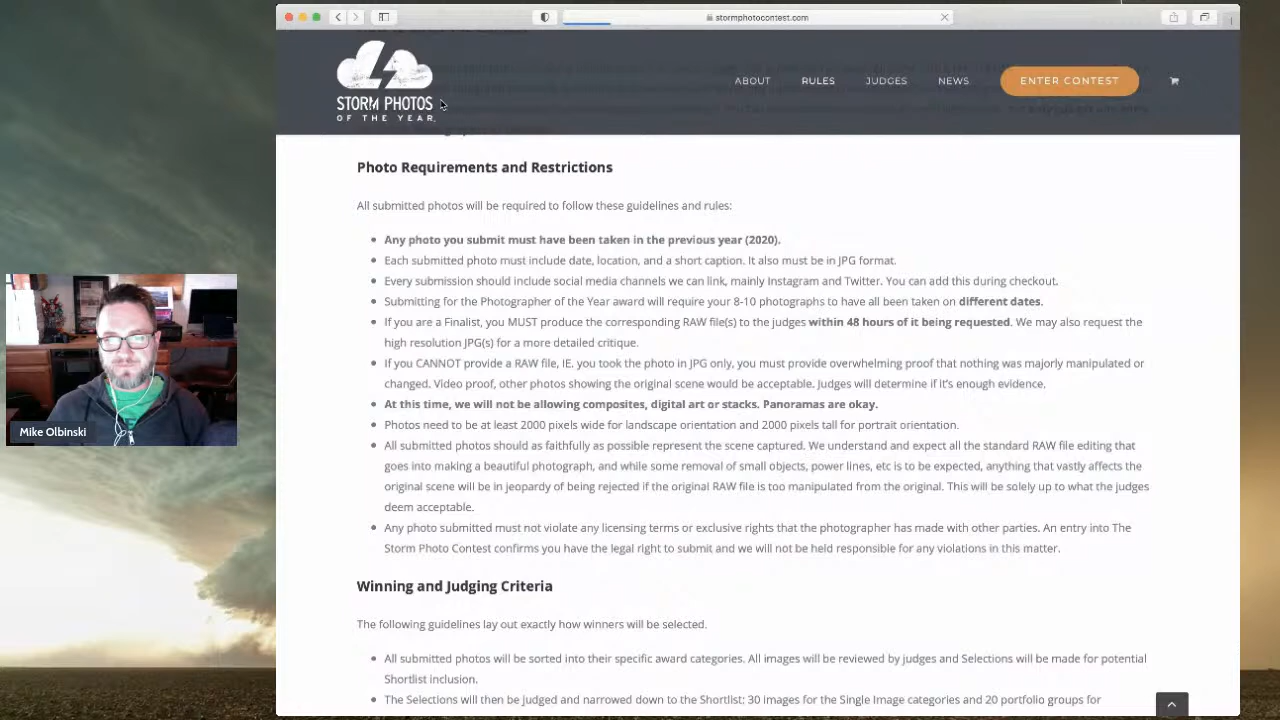 stormphotocontest.com
STORM PHOTOS
OF THE YEAR
ABOUT
RULES
JUDGES
NEWS
ENTER CONTEST
Photo Requirements and Restrictions
All submitted photos will be required to follow these guidelines and rules:
Any photo you submit must have been taken in the previous year (2020).
Each submitted photo must include date, location, and a short caption. It also must be in JPG format.
Every submission should include social media channels we can link, mainly Instagram and Twitter. You can add this during checkout.
Submitting for the Photographer of the Year award will require your 8-10 photographs to have all been taken on different dates.
If you are a Finalist, you MUST produce the corresponding RAW file(s) to the judges within 48 hours of it being requested. We may also request the
high resolution JPG(s) for a more detailed critique.
If you CANNOT provide a RAW file, IE. you took the photo in JPG only, you must provide overwhelming proof that nothing was majorly manipulated or
changed. Video proof, other photos showing the original scene would be acceptable. Judges will determine if it's enough evidence.
At this time, we will not be allowing composites, digital art or stacks. Panoramas are okay.
Photos need to be at least 2000 pixels wide for landscape orientation and 2000 pixels tall for portrait orientation.
All submitted photos should as faithfully as possible represent the scene captured. We understand and expect all the standard RAW file editing that
goes into making a beautiful photograph, and while some removal of small objects, power lines, etc is to be expected, anything that vastly affects the
original scene will be in jeopardy of being rejected if the original RAW file is too manipulated from the original. This will be solely up to what the judges
deem acceptable.
Any photo submitted must not violate any licensing terms or exclusive rights that the photographer has made with other parties. An entry into The
Storm Photo Contest confirms you have the legal right to submit and we will not be held responsible for any violations in this matter.
Mike Olbinski
Winning and Judging Criteria
The following guidelines lay out exactly how winners will be selected.
All submitted photos will be sorted into their specific award categories. All images will be reviewed by judges and Selections will be made for potential
Shortlist inclusion.
The Selections will then be judged and narrowed down to the Shortlist; 30 images for the Single Image categories and 20 portfolio groups for